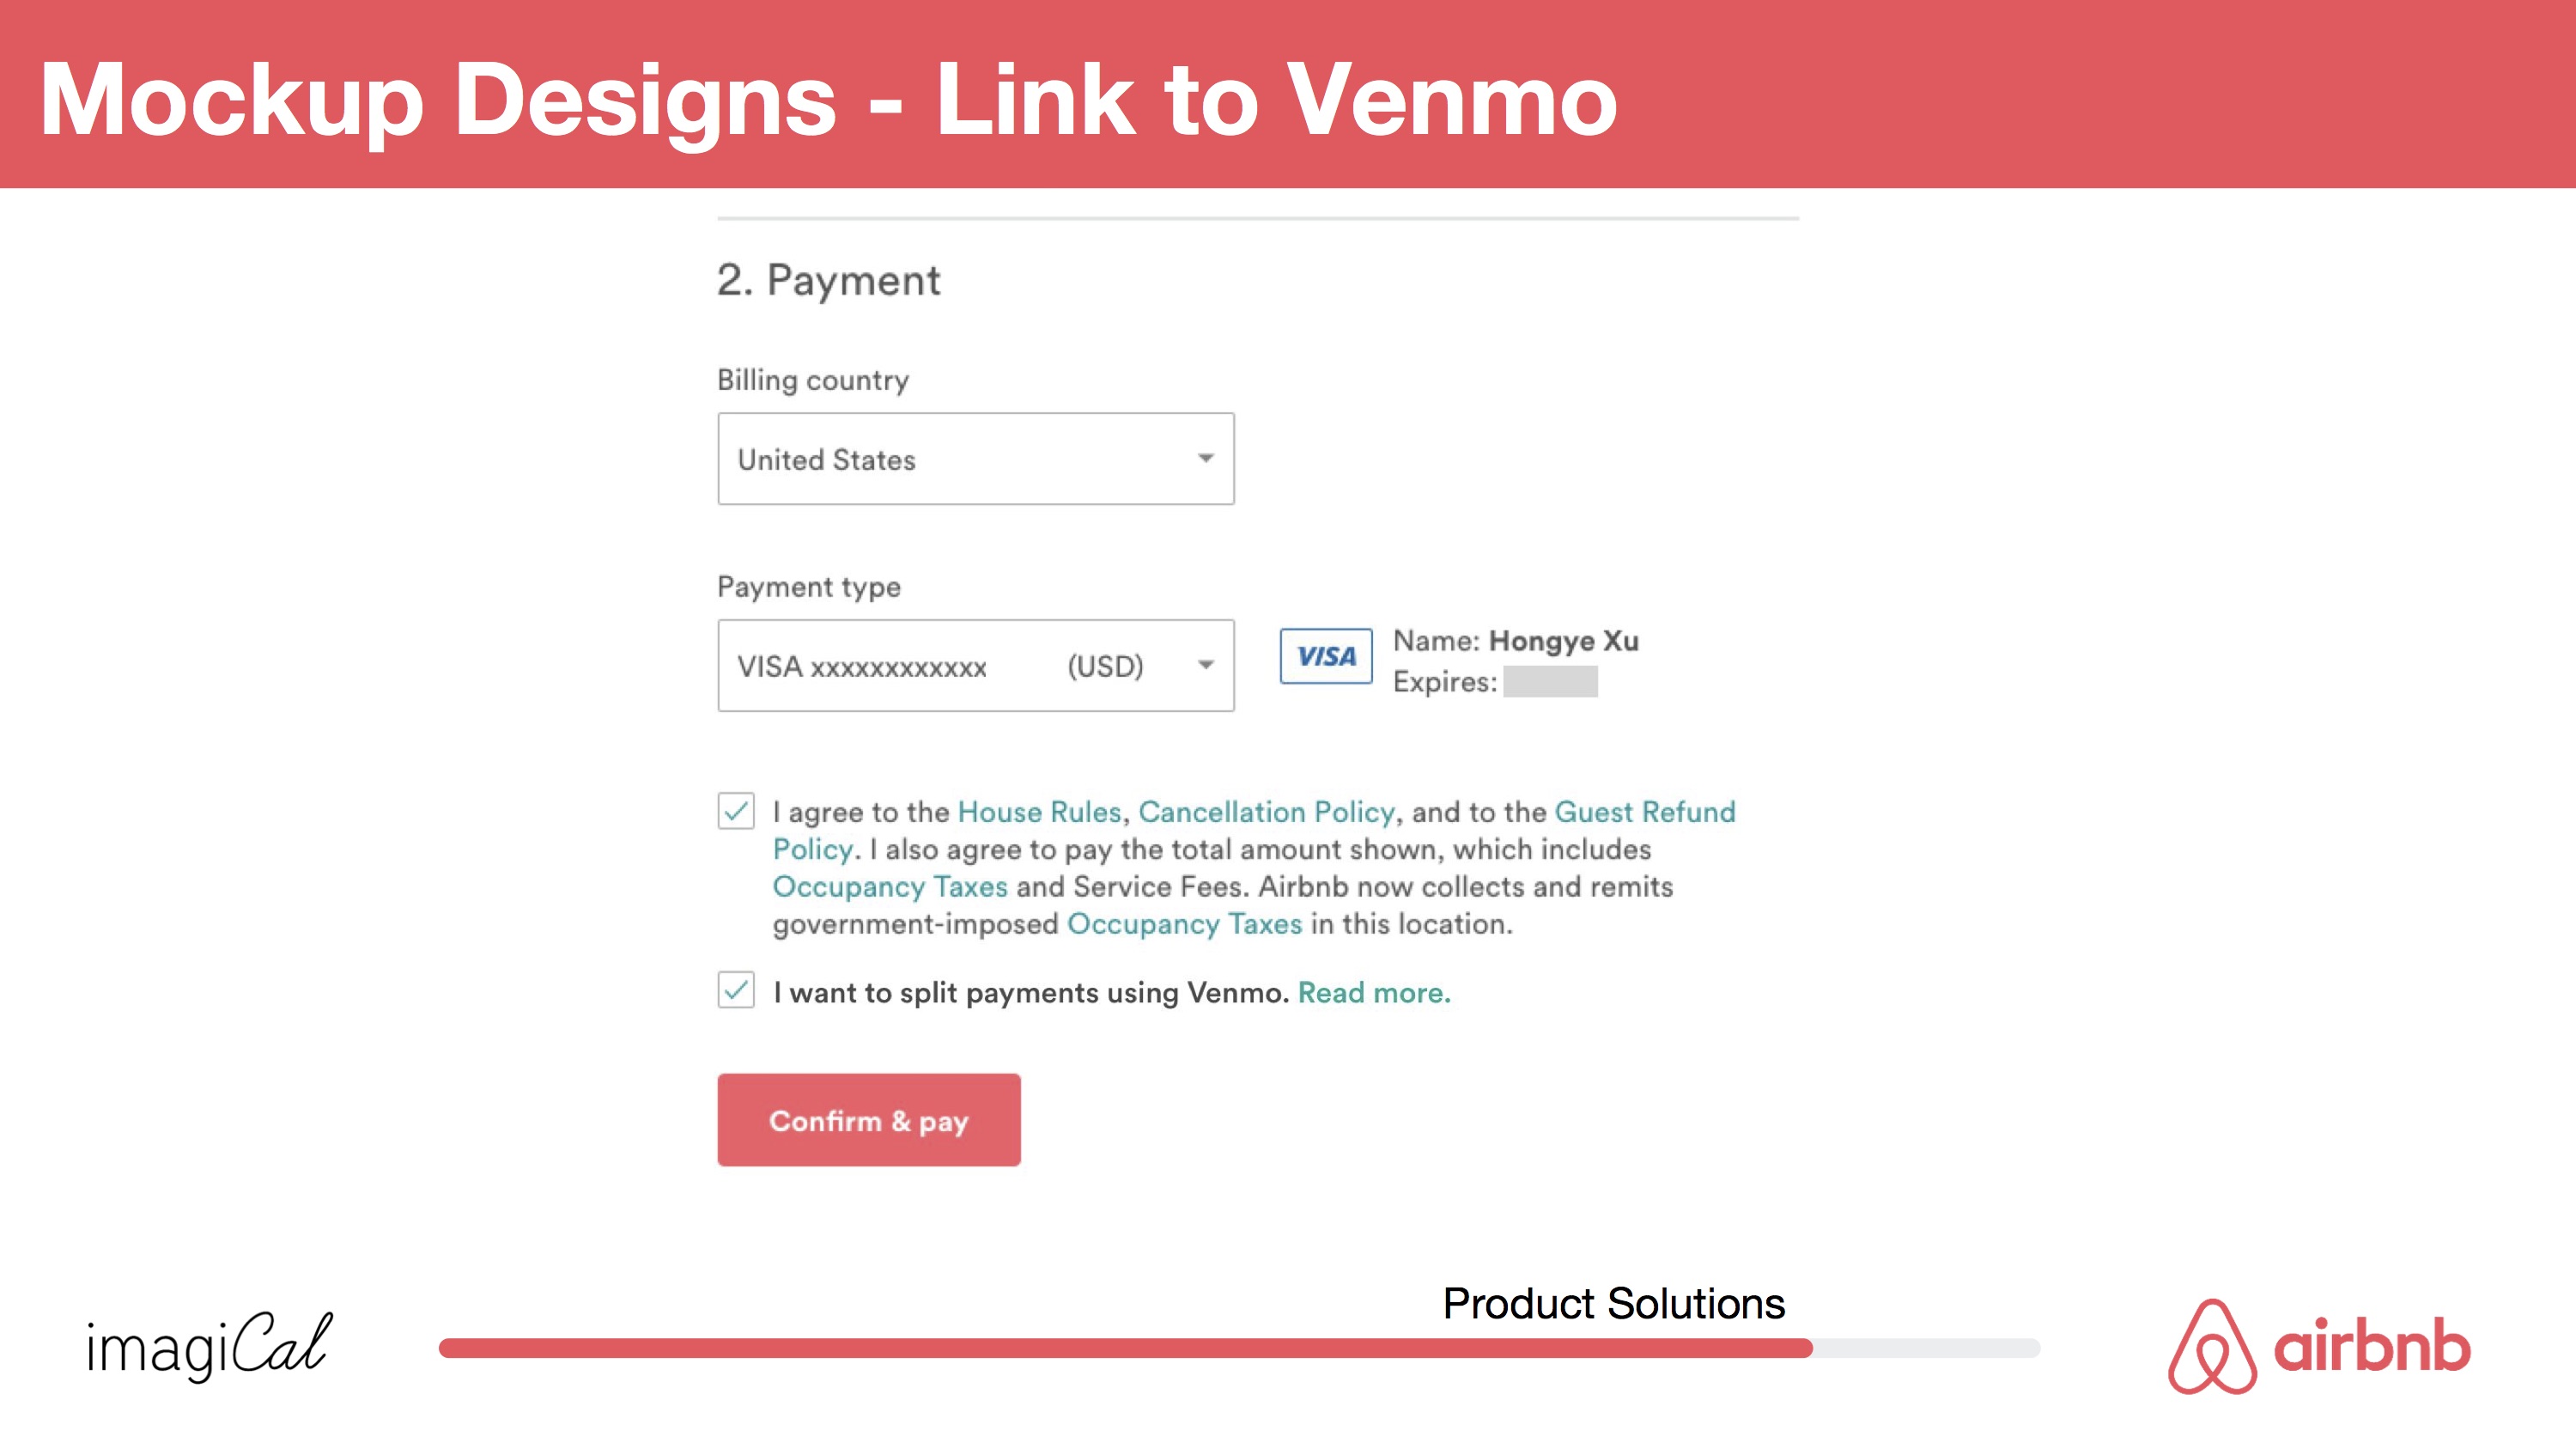 Mockup Designs - Link to Venmo
2. Payment
Billing country
United States
Payment type
VISA xxxxxxxxxxxx (USD)
VISA
Name: Hongye Xu
Expires:
I agree to the House Rules, Cancellation Policy, and to the Guest Refund
Policy. I also agree to pay the total amount shown, which includes
Occupancy Taxes and Service Fees. Airbnb now collects and remits
government-imposed Occupancy Taxes in this location.
I want to split payments using Venmo. Read more.
Confirm & pay
Product Solutions
imagiCal
airbnb